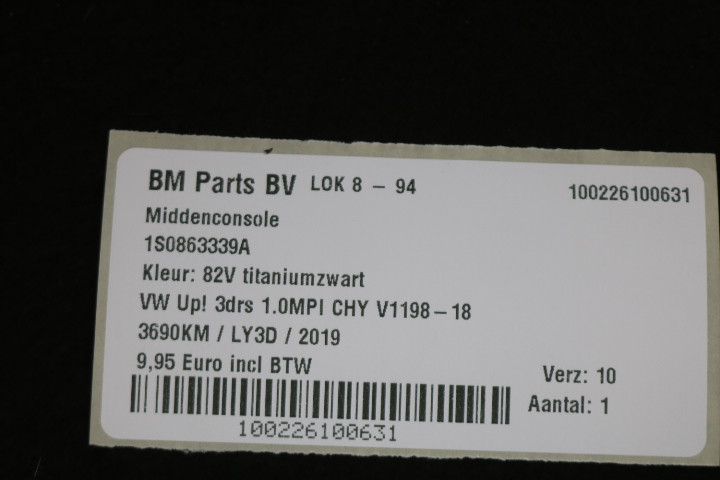 BM Parts BV LOK 8 - 94 100226100631
Middenconsole
1S0863339A
Kleur: 82V titaniumzwart
VW Up! 3drs 1.0MPI CHY V1198-18
3690KM / LY3D / 2019
9,95 Euro incl BTW
Verz: 10
Aantal: 1
100226100631